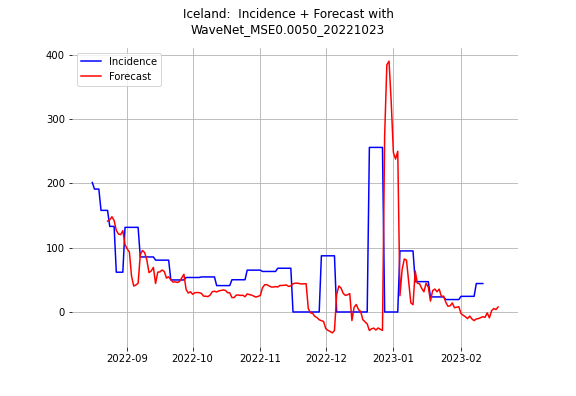 Iceland:  Incidence + Forecast with
WaveNet_MSE0.0050_20221023
Incidence
Forecast
400
300
200
100
0
2022-09 2022-10 2022-11 2022-12 2023-01 2023-02